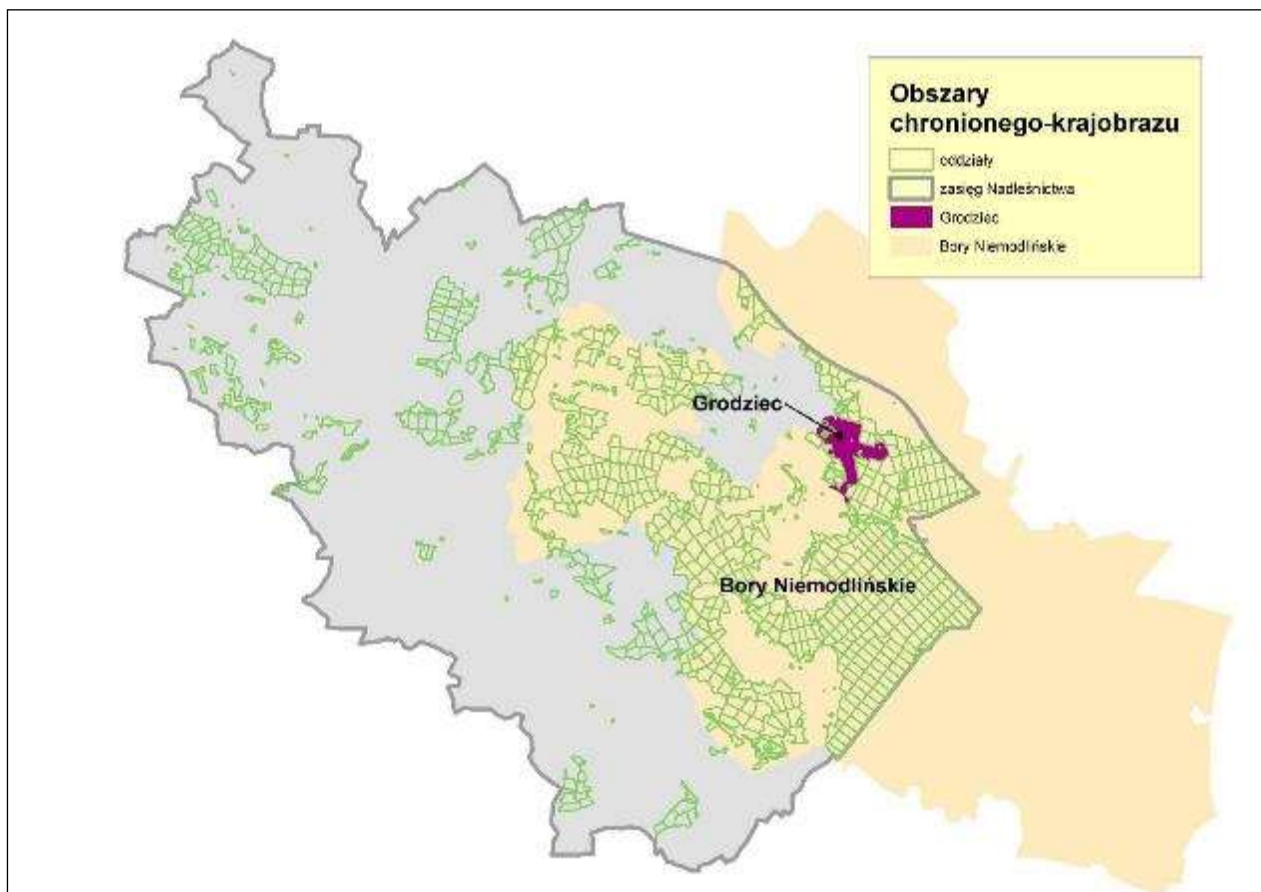 Obszary
chronionego-krajobrazu
oddziały
zasięg Nadleśnictwa
Grodziec
Bory Niemodlińskie
Grodziec
Bory Niemodlińskie